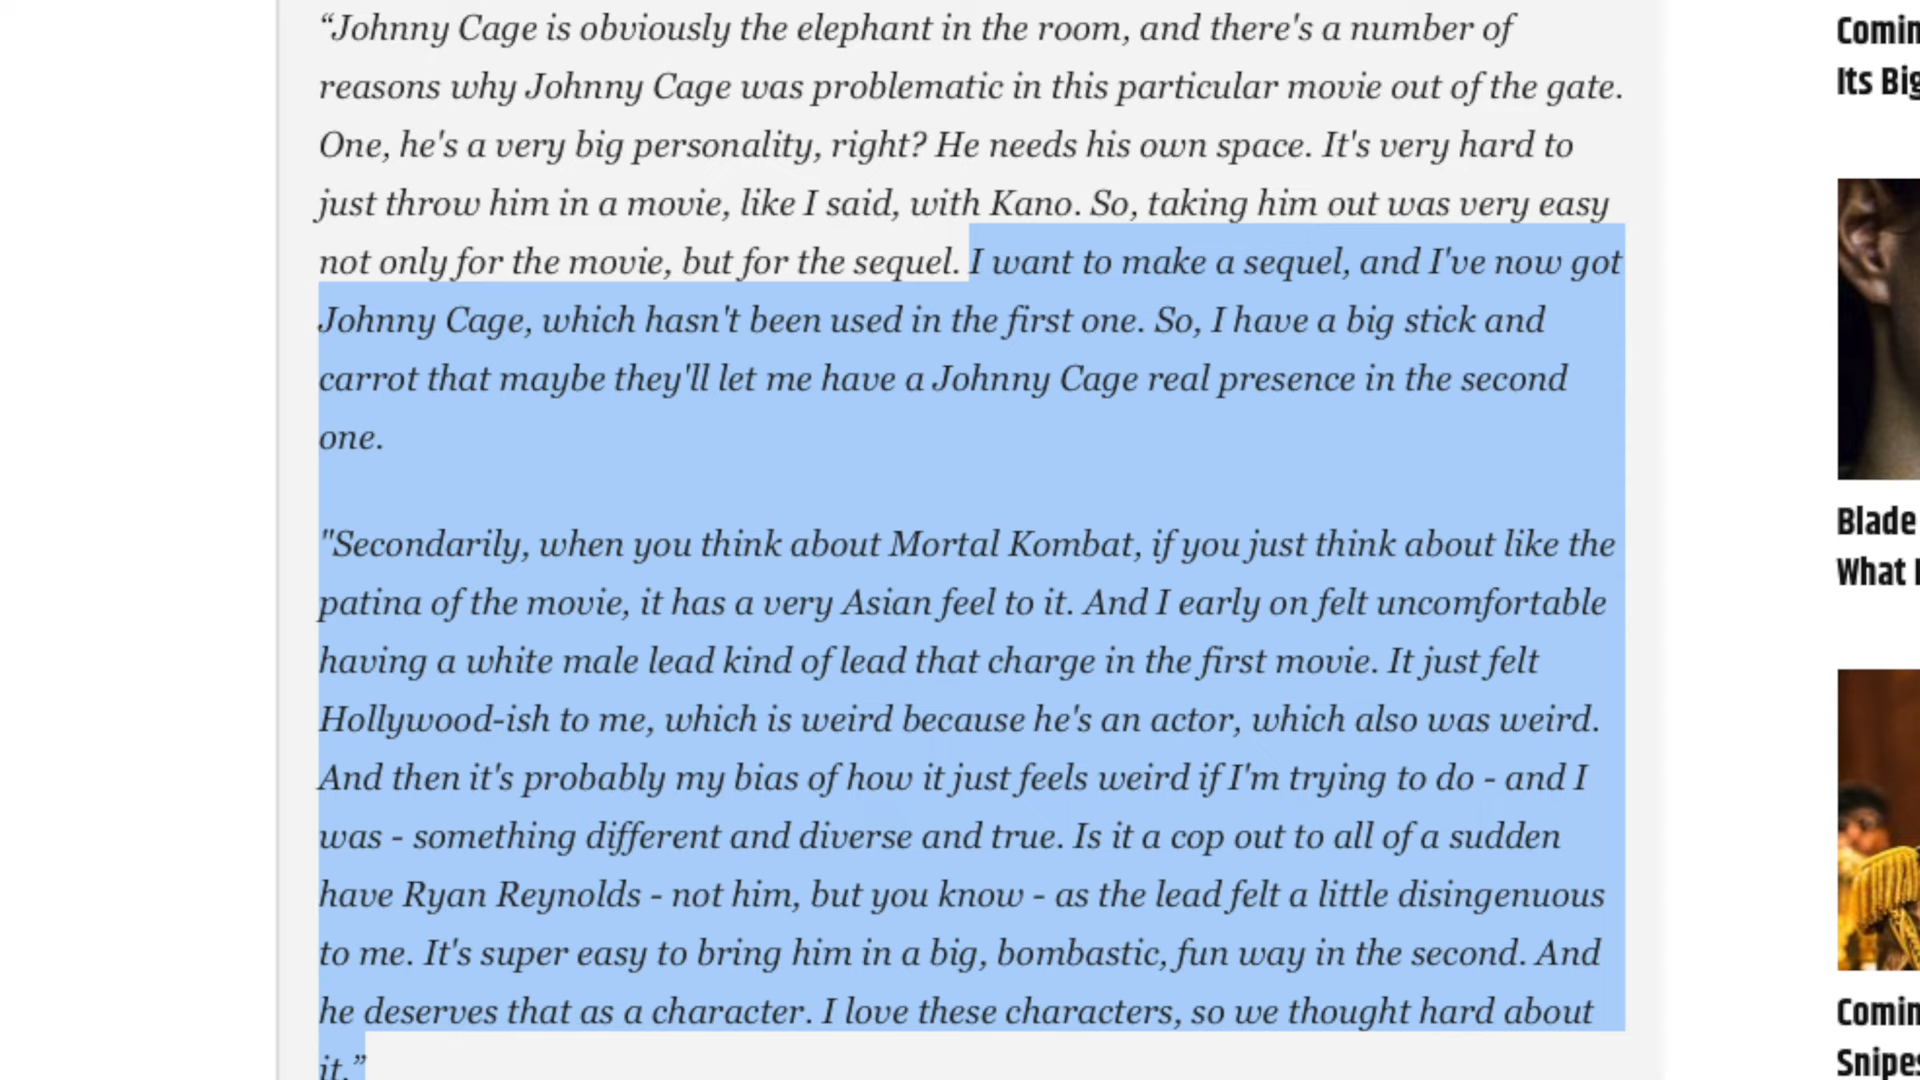 “Johnny Cage is obviously the elephant in the room, and there's a number of
reasons why Johnny Cage was problematic in this particular movie out of the gate.
One, he's a very big personality, right? He needs his own space. It's very hard to
just throw him in a movie, like I said, with Kano. So, taking him out was very easy
not only for the movie, but for the sequel. I want to make a sequel, and I've now got
Johnny Cage, which hasn't been used in the first one. So, I have a big stick and
carrot that maybe they'll let me have a Johnny Cage real presence in the second
one.
"Secondarily, when you think about Mortal Kombat, if you just think about like the
patina of the movie, it has a very Asian feel to it. And I early on felt uncomfortable
having a white male lead kind of lead that charge in the first movie. It just felt
Hollywood-ish to me, which is weird because he's an actor, which also was weird.
And then it's probably my bias of how it just feels weird if I'm trying to do - and I
was - something different and diverse and true. Is it a cop out to all of a sudden
have Ryan Reynolds - not him, but you know - as the lead felt a little disingenuous
to me. It's super easy to bring him in a big, bombastic, fun way in the second. And
he deserves that as a character. I love these characters, so we thought hard about
it.”
Comin
Its Big
Blade
What
Comin
Snipes